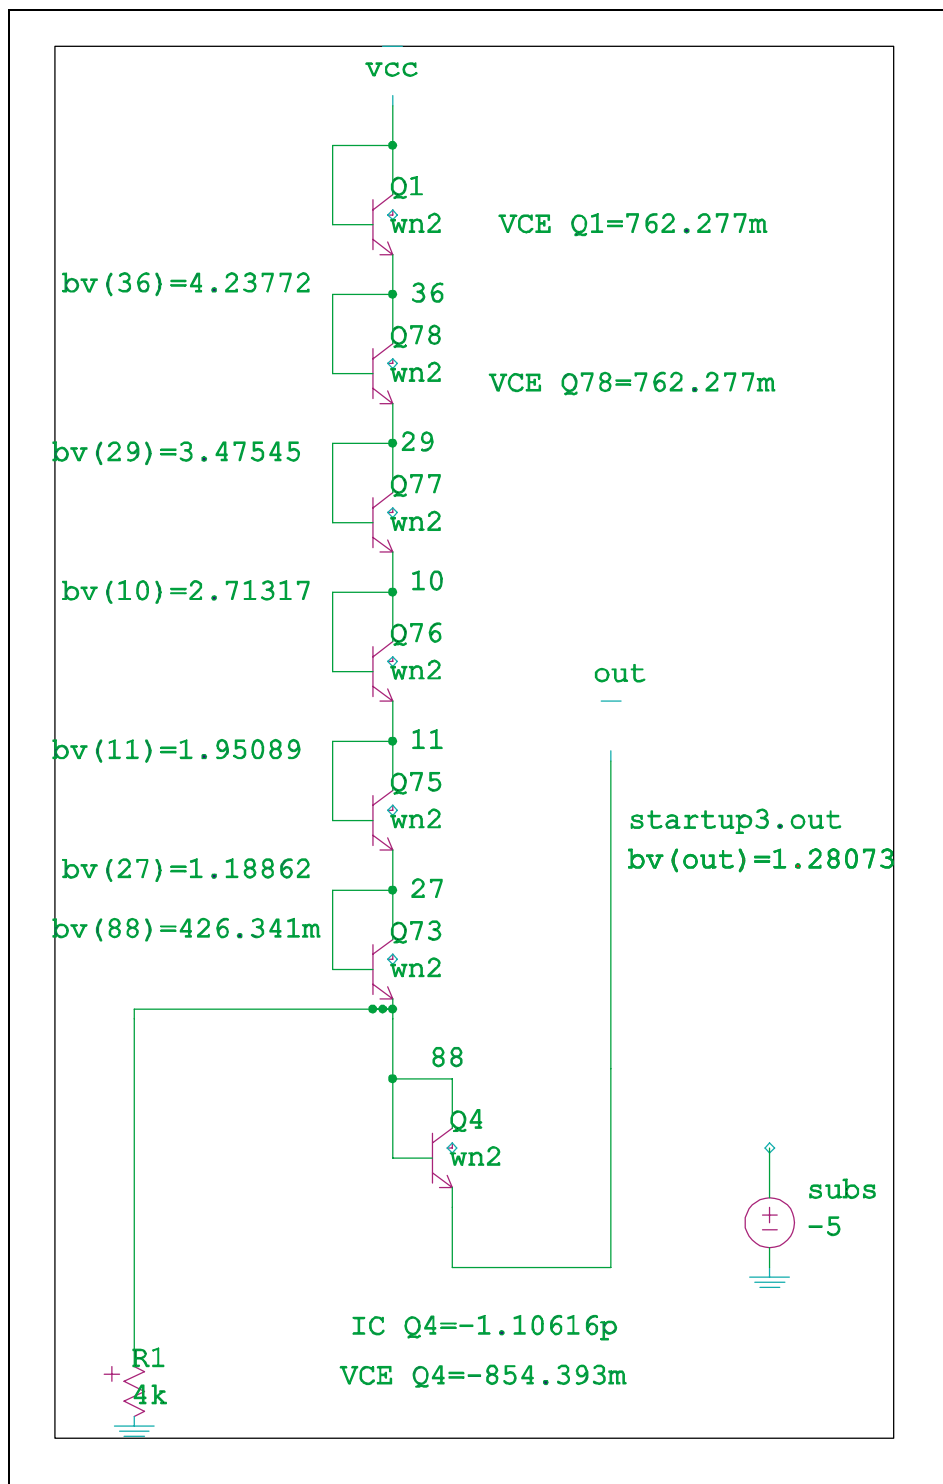 vcc
Q1
wn2
VCE Q1=762.277m
bv(36)=4.23772
36
Q78
wn2
VCE Q78=762.277m
bv(29)=3.47545
29
Q77
wn2
bv(10)=2.71317
10
Q76
wn2
out
bv(11)=1.95089
11
Q75
wn2
startup3.out
bv(out)=1.28073
bv(27)=1.18862
27
bv(88)=426.341m
Q73
wn2
88
Q4
wn2
subs
+
-5
IC Q4=-1.10616p
VCE Q4=-854.393m
+
R1
4k